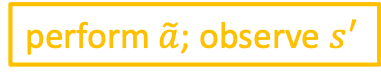 perform ã; observe s′